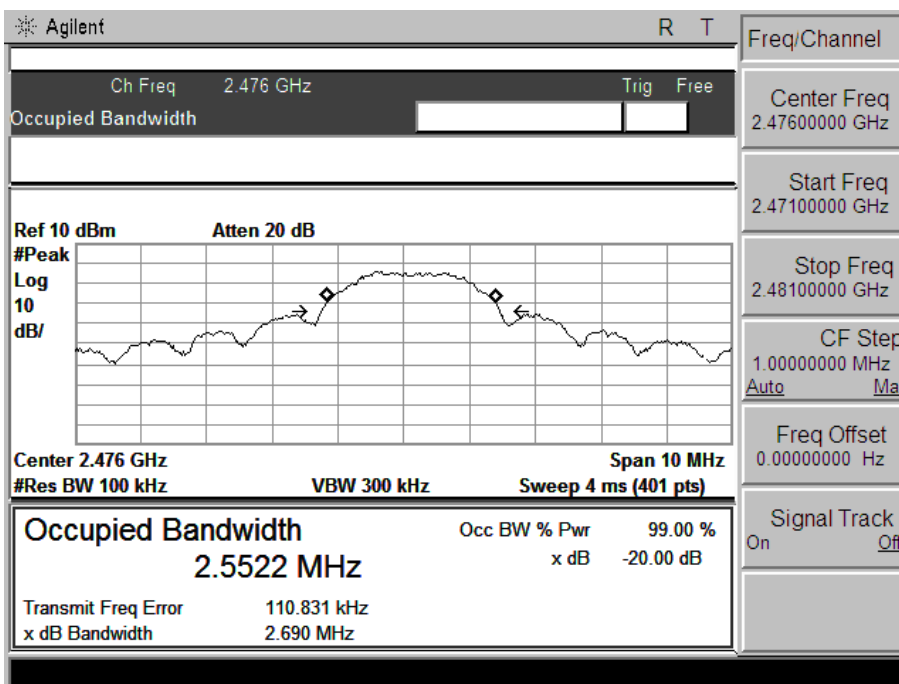 Agilent R T
Ch Freq 2.476 GHz Trig Free
Occupied Bandwidth
Ref 10 dBm Atten 20 dB
#Peak
Log
10
dB/
Center 2.476 GHz Span 10 MHz
#Res BW 100 kHz VBW 300 kHz Sweep 4 ms (401 pts)
Occupied Bandwidth Occ BW % Pwr 99.00 %
2.5522 MHz x dB -20.00 dB
Transmit Freq Error 110.831 kHz
x dB Bandwidth 2.690 MHz
Freq/Channel
Center Freq
2.47600000 GHz
Start Freq
2.47100000 GHz
Stop Freq
2.48100000 GHz
CF Step
1.00000000 MHz
Auto Ma
Freq Offset
0.00000000 Hz
Signal Track
On Off